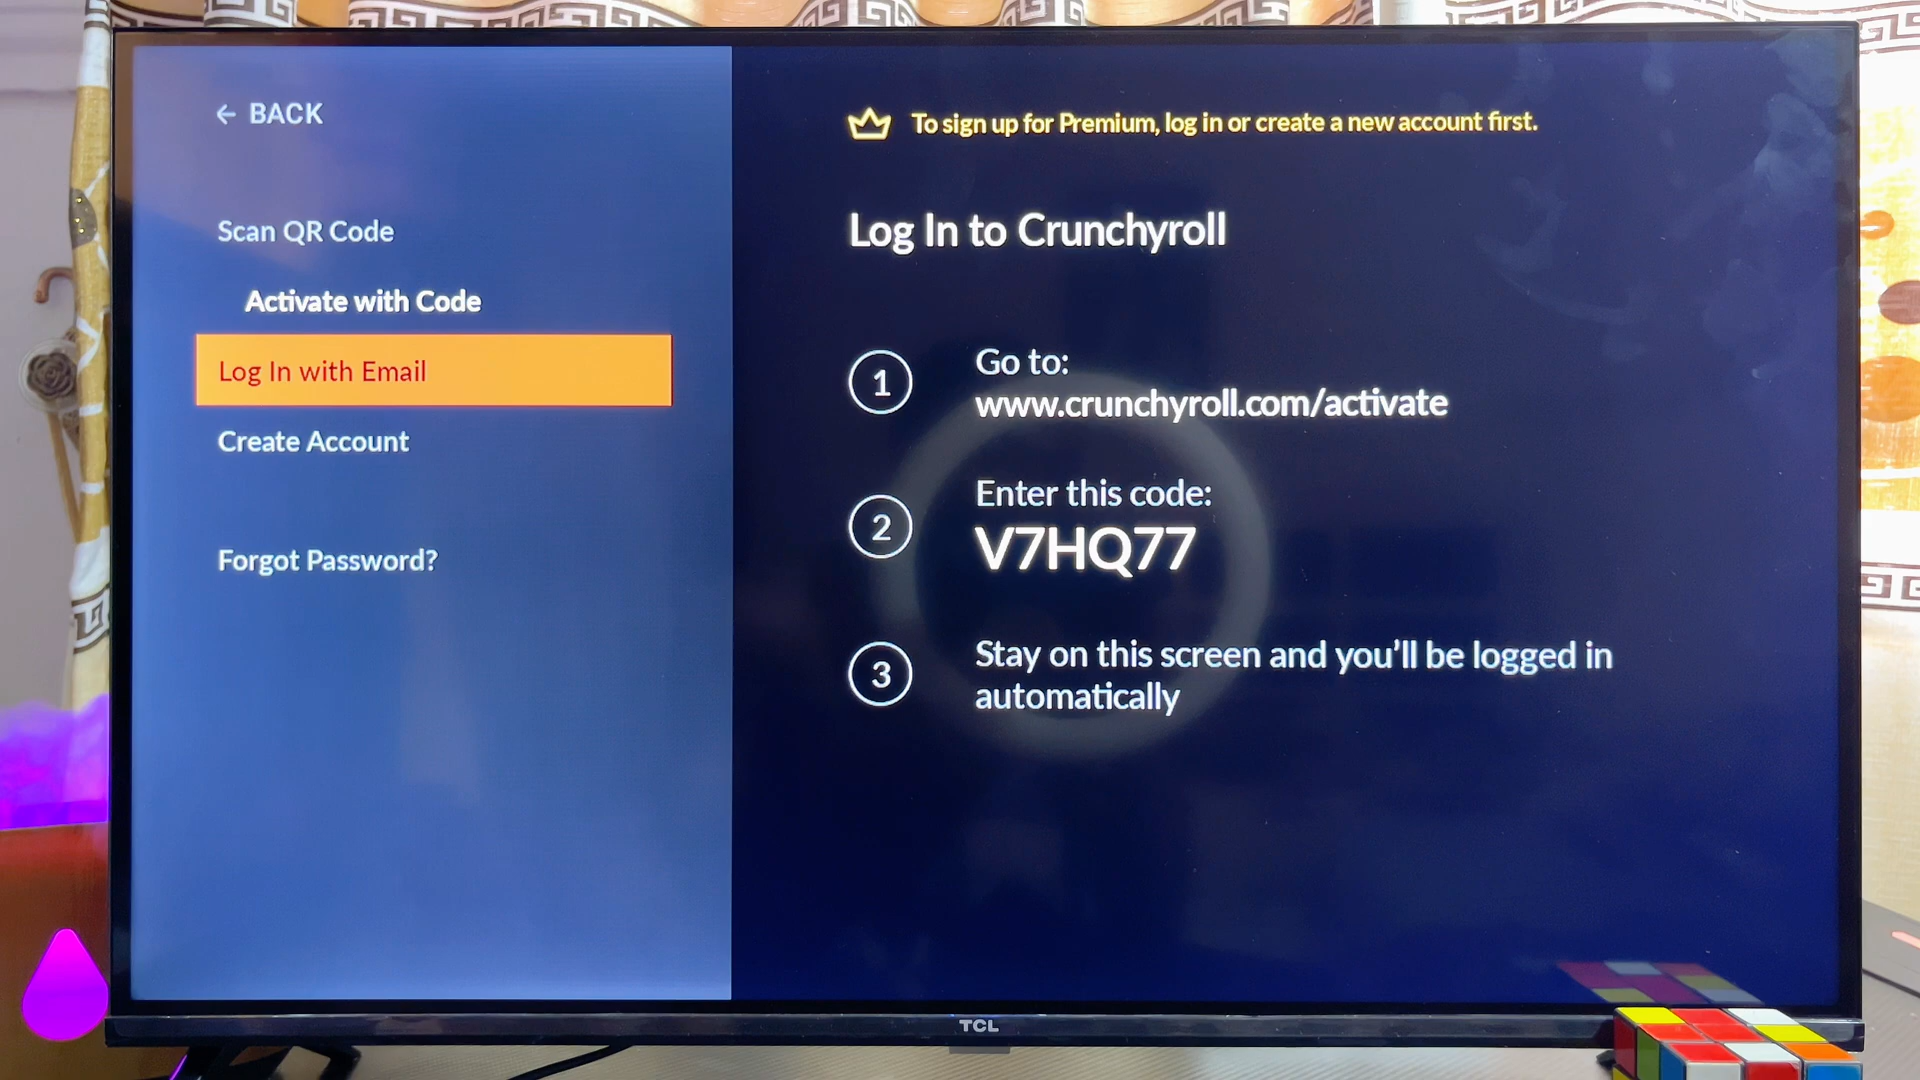 ← BACK
Scan QR Code
Activate with Code
Log In with Email
Create Account
Forgot Password?
To sign up for Premium, log in or create a new account first.
Log In to Crunchyroll
1
Go to:
www.crunchyroll.com/activate
2
Enter this code:
V7HQ77
3
Stay on this screen and you'll be logged in
automatically
TCL